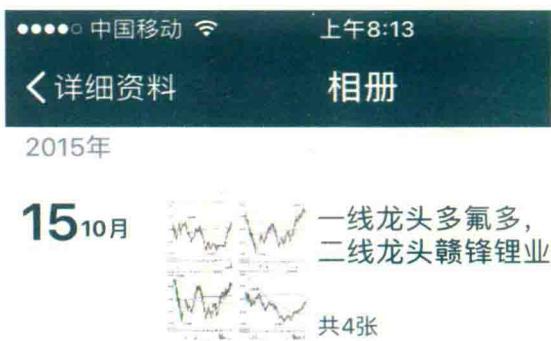 中国移动 上午8:13
详细资料 相册
2015年
15 10月
一线龙头多氟多，
二线龙头赣锋锂业
共4张